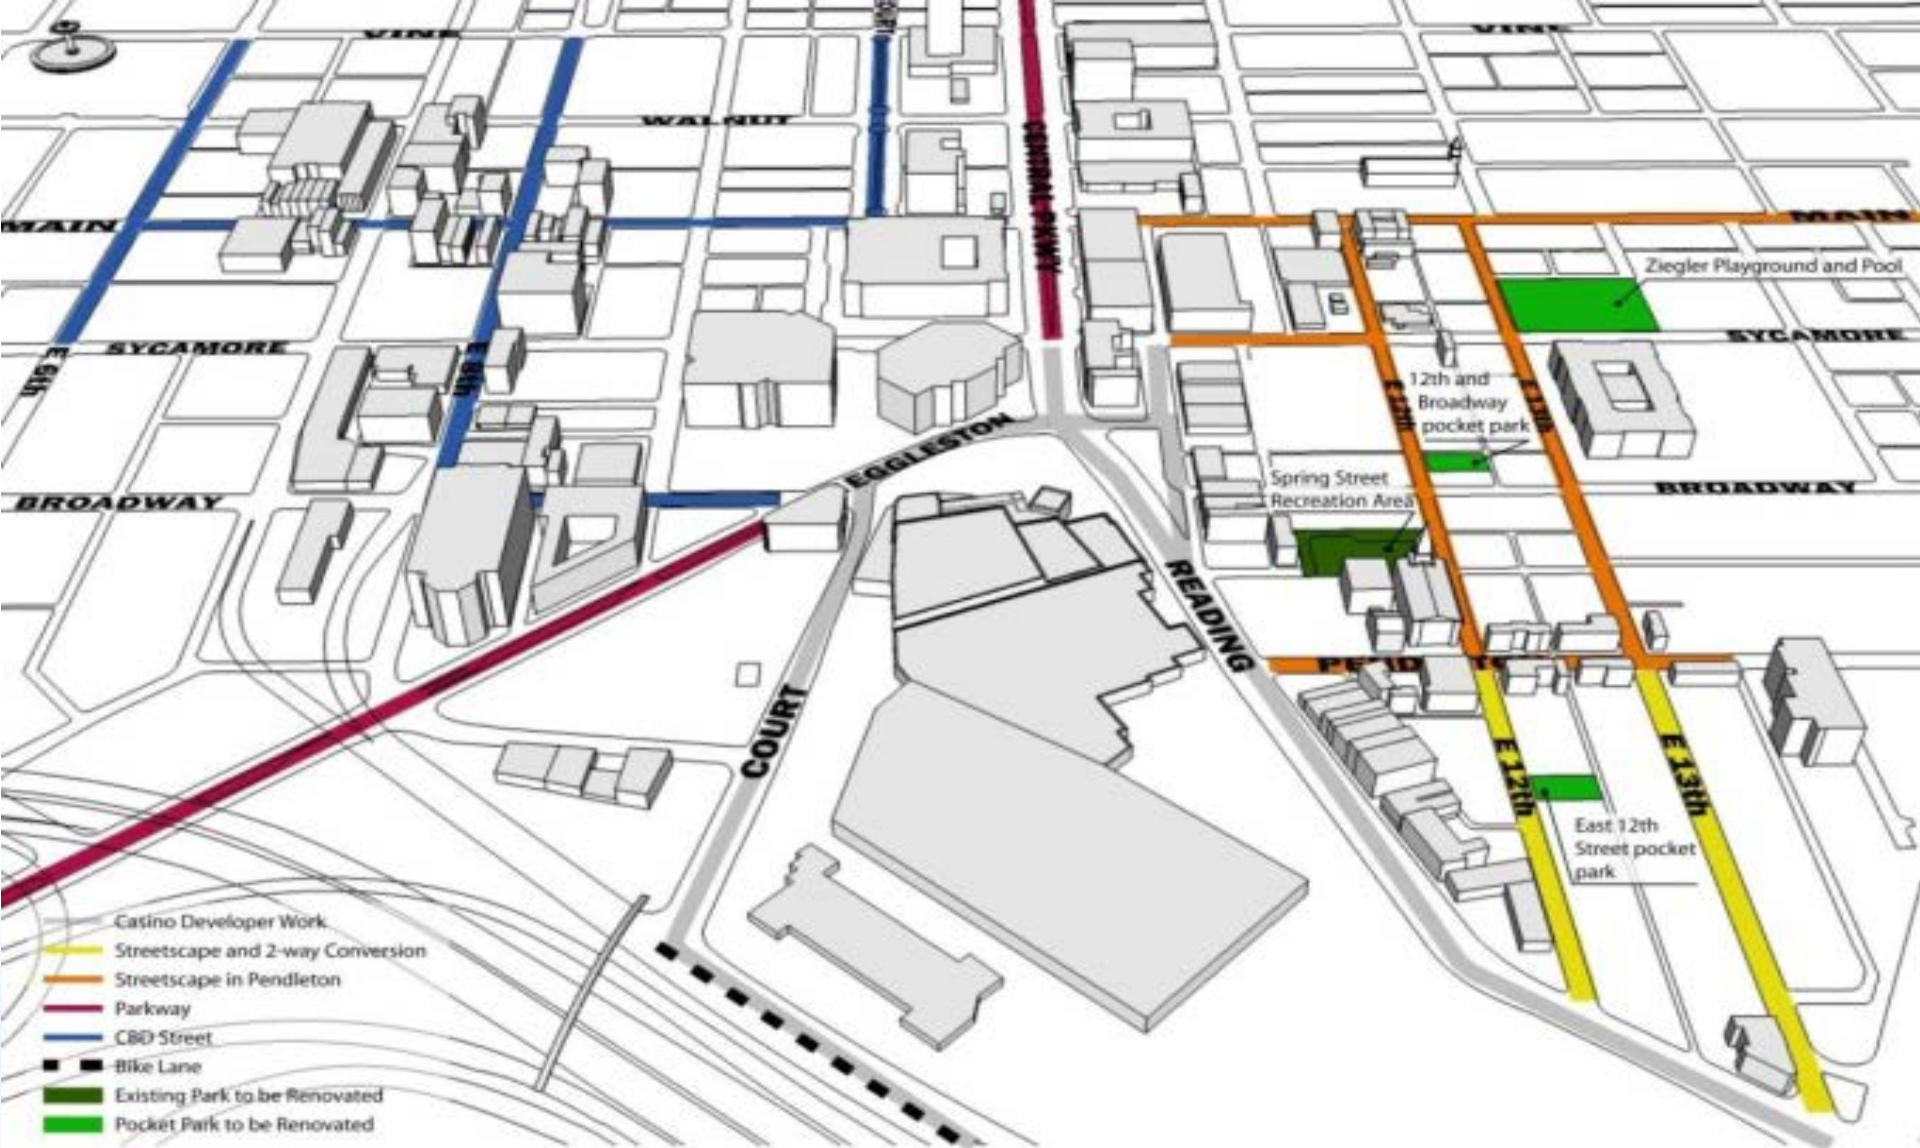 VINE
VINE
WALNUT
CENTRAL PKWY
MAIN
MAIN
Ziegler Playground and Pool
SYCAMORE
SYCAMORE
E 6th
E 8th
E 12th
E 13th
12th and
Broadway
pocket park
EGGLESTON
Spring Street
Recreation Area
BROADWAY
BROADWAY
READING
COURT
E 12th
E 13th
East 12th
Street pocket
park
Casino Developer Work
Streetscape and 2-way Conversion
Streetscape in Pendleton
Parkway
CBD Street
Bike Lane
Existing Park to be Renovated
Pocket Park to be Renovated